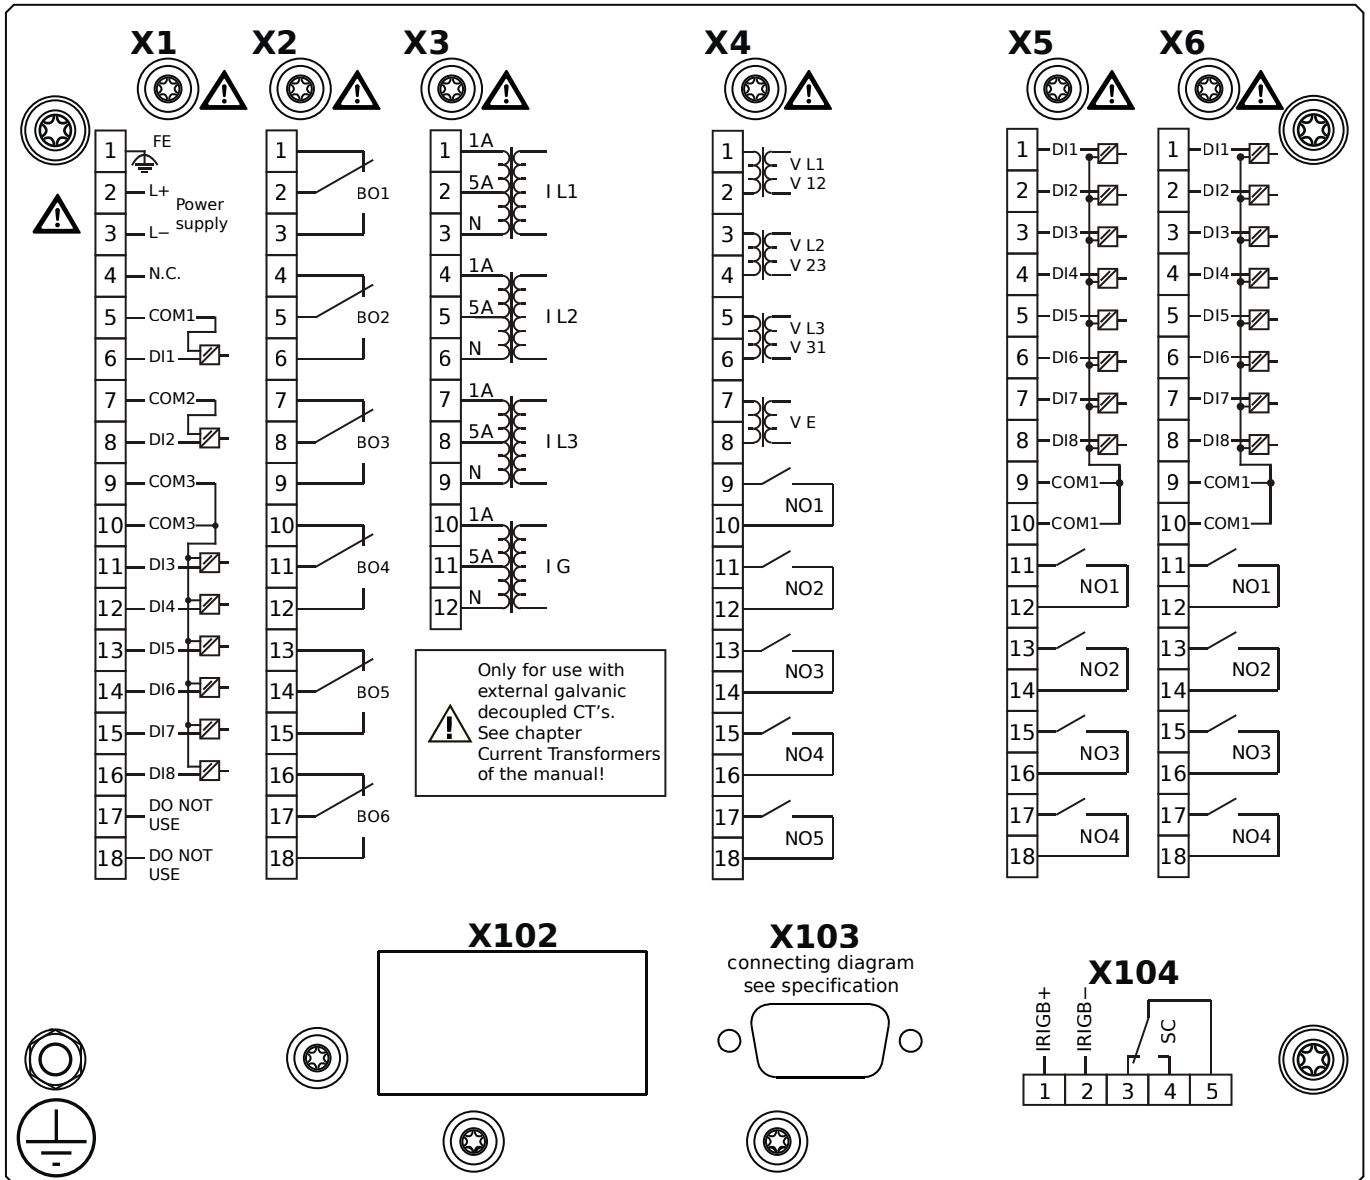 X1
1 FE
2 L+
Power
supply
3 L−
4 N.C.
5 COM1
6 DI1
7 COM2
8 DI2
9 COM3
10 COM3
11 DI3
12 DI4
13 DI5
14 DI6
15 DI7
16 DI8
17 DO NOT
USE
18 DO NOT
USE
X2
1
2 BO1
3
4
5 BO2
6
7
8 BO3
9
10
11 BO4
12
13
14 BO5
15
16
17 BO6
18
X3
1 1A
2 5A I L1
3 N
4 1A
5 5A I L2
6 N
7 1A
8 5A I L3
9 N
10 1A
11 5A I G
12 N
Only for use with
external galvanic
decoupled CT's.
See chapter
Current Transformers
of the manual!
X4
1 V L1
2 V 12
3 V L2
4 V 23
5 V L3
6 V 31
7
V E
8
9
NO1
10
11
NO2
12
13
NO3
14
15
NO4
16
17
NO5
18
X5
1 DI1
2 DI2
3 DI3
4 DI4
5 DI5
6 DI6
7 DI7
8 DI8
9 COM1
10 COM1
11
NO1
12
13
NO2
14
15
NO3
16
17
NO4
18
X6
1 DI1
2 DI2
3 DI3
4 DI4
5 DI5
6 DI6
7 DI7
8 DI8
9 COM1
10 COM1
11
NO1
12
13
NO2
14
15
NO3
16
17
NO4
18
X102
X103
connecting diagram
see specification
X104
IRIGB+
IRIGB−
SC
1 2 3 4 5